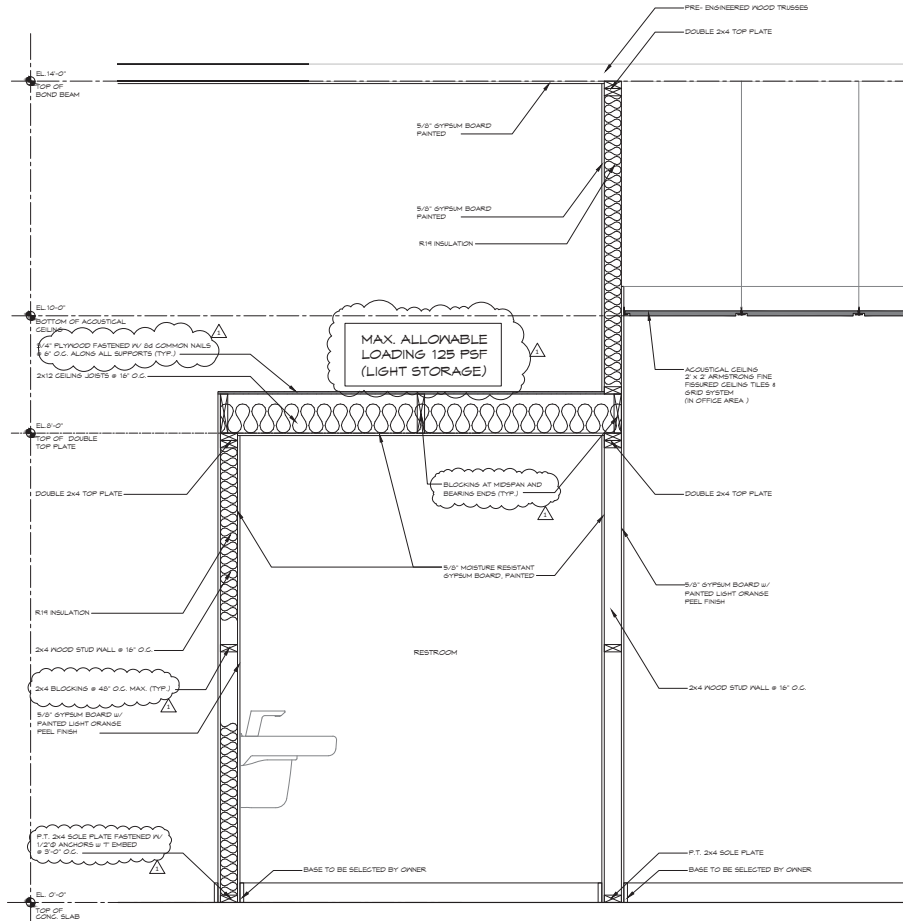 PRE- ENGINEERED WOOD TRUSSES
DOUBLE 2x4 TOP PLATE
EL.14'-0"
TOP OF
BOND BEAM
5/8" GYPSUM BOARD
PAINTED
5/8" GYPSUM BOARD
PAINTED
R19 INSULATION
EL.10'-0"
BOTTOM OF ACOUSTICAL
CEILING
1
3/4" PLYWOOD FASTENED W/ 8d COMMON NAILS
@ 6" O.C. ALONG ALL SUPPORTS (TYP.)
2x12 CEILING JOISTS @ 16" O.C.
MAX. ALLOWABLE
LOADING 125 PSF
(LIGHT STORAGE)
1
ACOUSTICAL CEILING
2' x 2' ARMSTRONG FINE
FISSURED CEILING TILES &
GRID SYSTEM
(IN OFFICE AREA )
EL.8'-0"
TOP OF DOUBLE
TOP PLATE
DOUBLE 2x4 TOP PLATE
BLOCKING AT MIDSPAN AND
BEARING ENDS (TYP.)
1
DOUBLE 2x4 TOP PLATE
5/8" MOISTURE RESISTANT
GYPSUM BOARD, PAINTED
5/8" GYPSUM BOARD w/
PAINTED LIGHT ORANGE
PEEL FINISH
R19 INSULATION
2x4 WOOD STUD WALL @ 16" O.C.
RESTROOM
2x4 BLOCKING @ 48" O.C. MAX. (TYP.)
1
2x4 WOOD STUD WALL @ 16" O.C.
5/8" GYPSUM BOARD w/
PAINTED LIGHT ORANGE
PEEL FINISH
P.T. 2x4 SOLE PLATE FASTENED W/
1/2"Ø ANCHORS w 7" EMBED
@ 3'-0" O.C.
1
BASE TO BE SELECTED BY OWNER
P.T. 2x4 SOLE PLATE
BASE TO BE SELECTED BY OWNER
EL. 0'-0"
TOP OF
CONC. SLAB